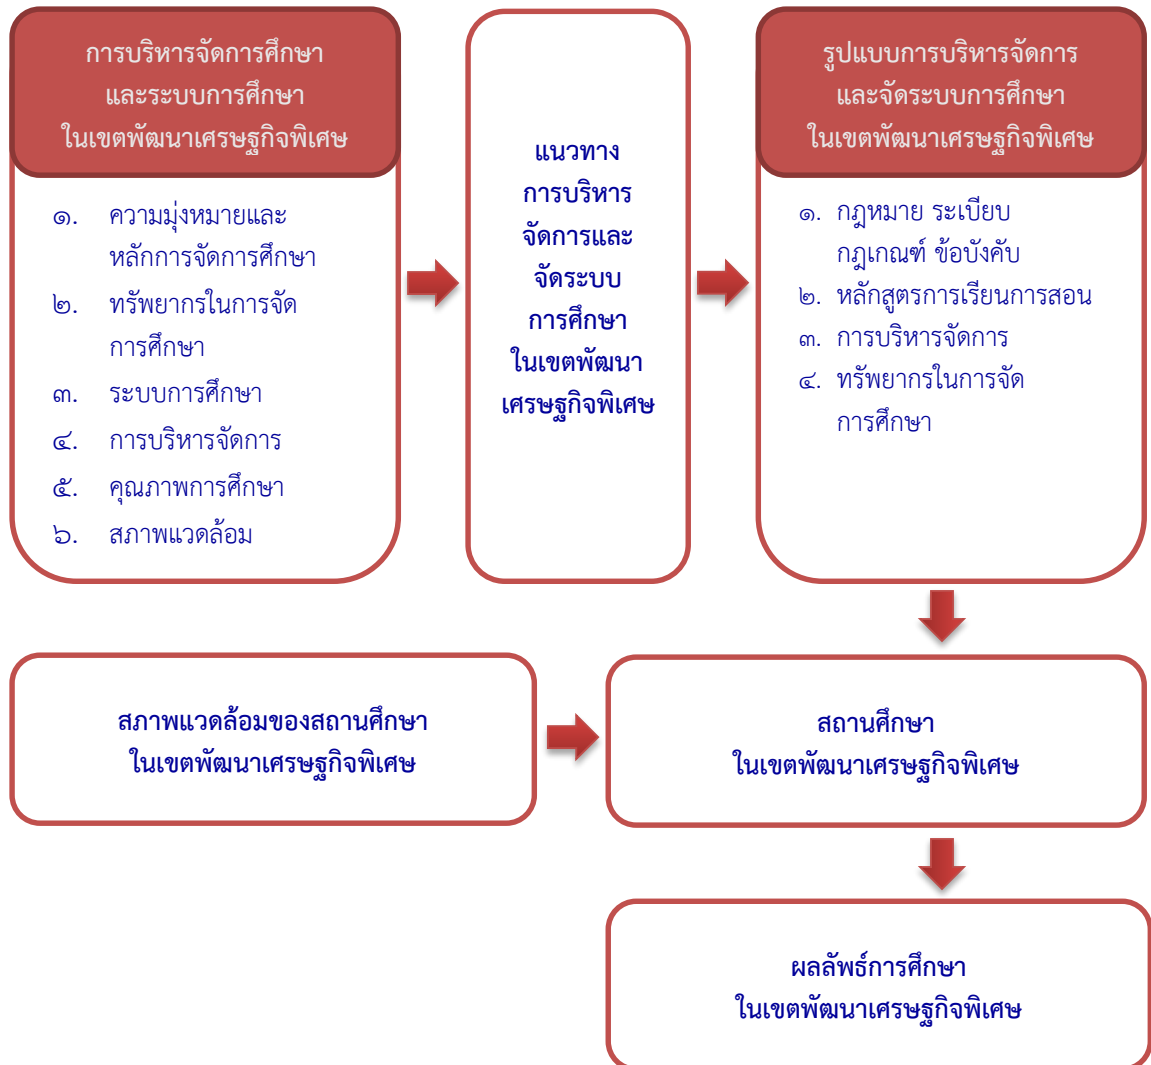 การบริหารจัดการศึกษา
และระบบการศึกษา
ในเขตพัฒนาเศรษฐกิจพิเศษ
๑. ความมุ่งหมายและ
หลักการจัดการศึกษา
๒. ทรัพยากรในการจัด
การศึกษา
๓. ระบบการศึกษา
๔. การบริหารจัดการ
๕. คุณภาพการศึกษา
๖. สภาพแวดล้อม
แนวทาง
การบริหาร
จัดการและ
จัดระบบ
การศึกษา
ในเขตพัฒนา
เศรษฐกิจพิเศษ
รูปแบบการบริหารจัดการ
และจัดระบบการศึกษา
ในเขตพัฒนาเศรษฐกิจพิเศษ
๑. กฎหมาย ระเบียบ
กฎเกณฑ์ ข้อบังคับ
๒. หลักสูตรการเรียนการสอน
๓. การบริหารจัดการ
๔. ทรัพยากรในการจัด
การศึกษา
สภาพแวดล้อมของสถานศึกษา
ในเขตพัฒนาเศรษฐกิจพิเศษ
สถานศึกษา
ในเขตพัฒนาเศรษฐกิจพิเศษ
ผลลัพธ์การศึกษา
ในเขตพัฒนาเศรษฐกิจพิเศษ